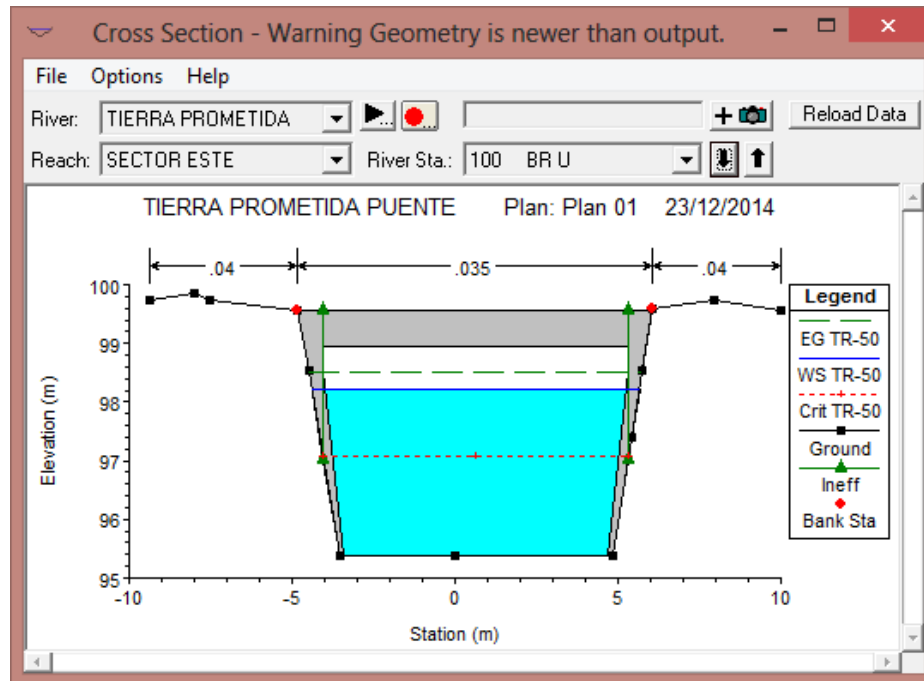 Cross Section - Warning Geometry is newer than output.
File Options Help
River: TIERRA PROMETIDA Reload Data
Reach: SECTOR ESTE River Sta.: 100 BR U
TIERRA PROMETIDA PUENTE Plan: Plan 01 23/12/2014
.04 .035 .04
100
99
98
97
96
95
Elevation (m)
-10 -5 0 5 10
Station (m)
Legend
EG TR-50
WS TR-50
Crit TR-50
Ground
Ineff
Bank Sta